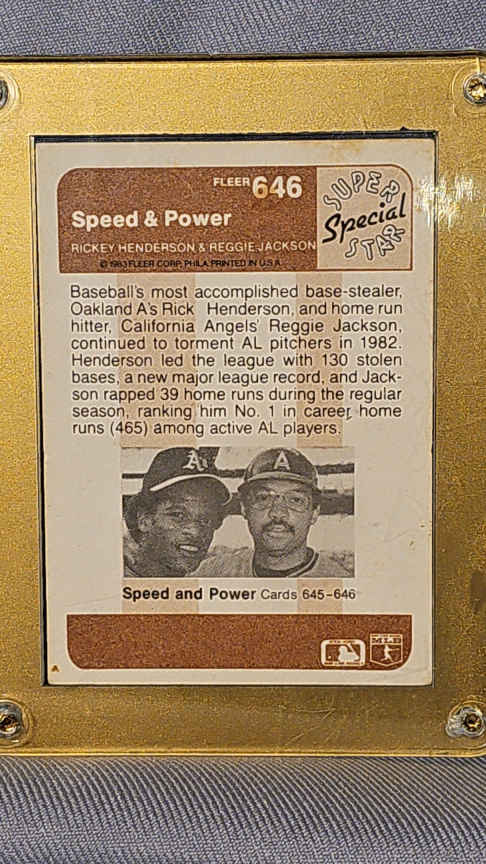 FLEER 646
SUPER
Special
STAR
Speed & Power
RICKEY HENDERSON & REGGIE JACKSON
© 1983 FLEER CORP. PHILA. PRINTED IN U.S.A.
Baseball's most accomplished base-stealer,
Oakland A's Rick Henderson, and home run
hitter, California Angels' Reggie Jackson,
continued to torment AL pitchers in 1982.
Henderson led the league with 130 stolen
bases, a new major league record, and Jack-
son rapped 39 home runs during the regular
season, ranking him No. 1 in career home
runs (465) among active AL players.
A's
A
Speed and Power Cards 645-646